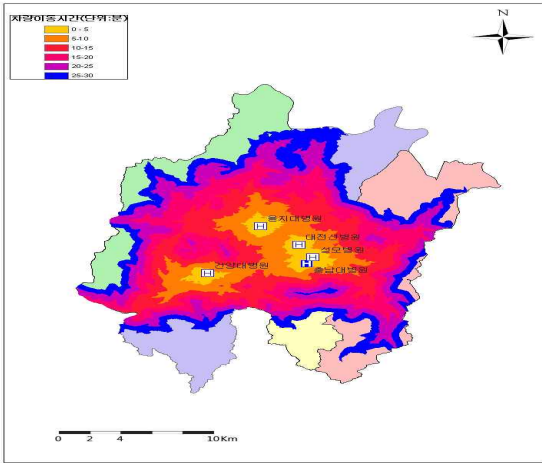 차량이동시간(단위:분)
0 - 5
5-10
10-15
15-20
20-25
25-30
N
을지대병원
대전선병원
성모병원
건양대병원
충남대병원
0 2 4 10Km